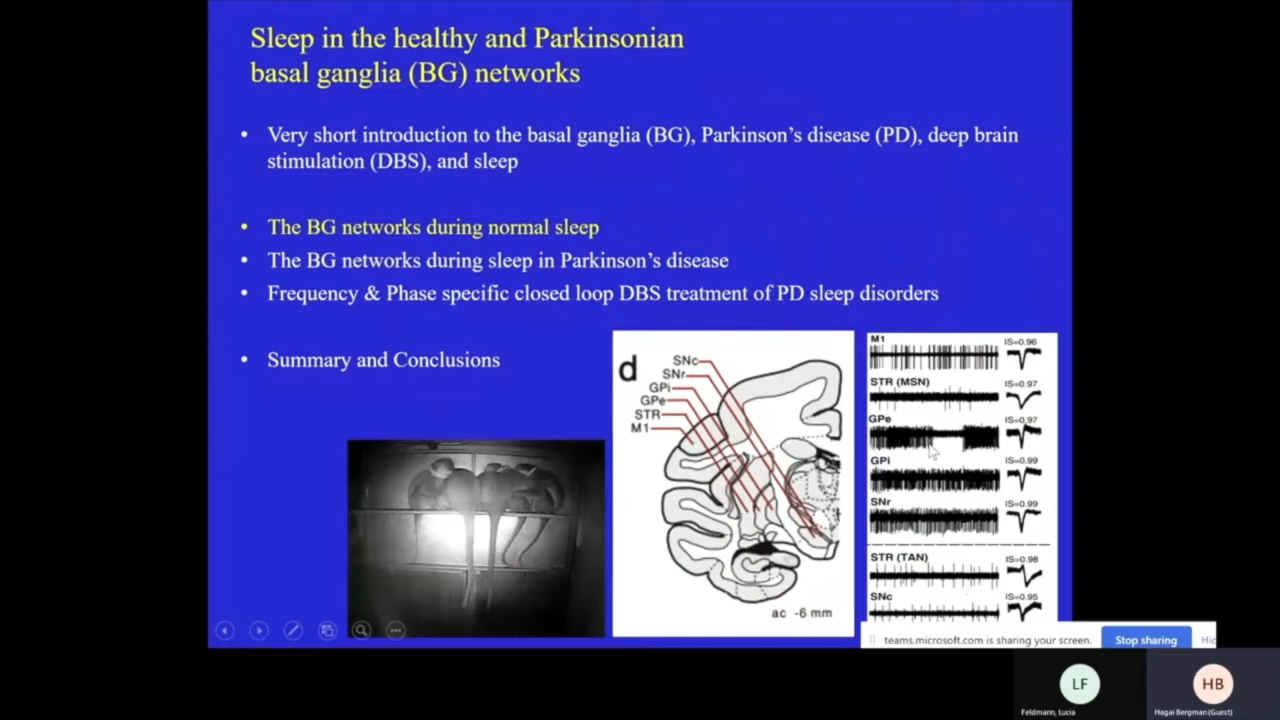 Sleep in the healthy and Parkinsonian
basal ganglia (BG) networks
• Very short introduction to the basal ganglia (BG), Parkinson's disease (PD), deep brain
stimulation (DBS), and sleep
• The BG networks during normal sleep
• The BG networks during sleep in Parkinson's disease
• Frequency & Phase specific closed loop DBS treatment of PD sleep disorders
• Summary and Conclusions
d
SNc
SNr
GPi
GPe
STR
M1
ac -6 mm
M1
IS=0.96
STR (MSN)
IS=0.97
GPe
IS=0.97
GPi
IS=0.99
SNr
IS=0.99
STR (TAN)
IS=0.98
SNc
IS=0.95
teams.microsoft.com is sharing your screen.
Stop sharing
Hid
LF
Feldmann, Lucia
HB
Hagai Bergman (Guest)